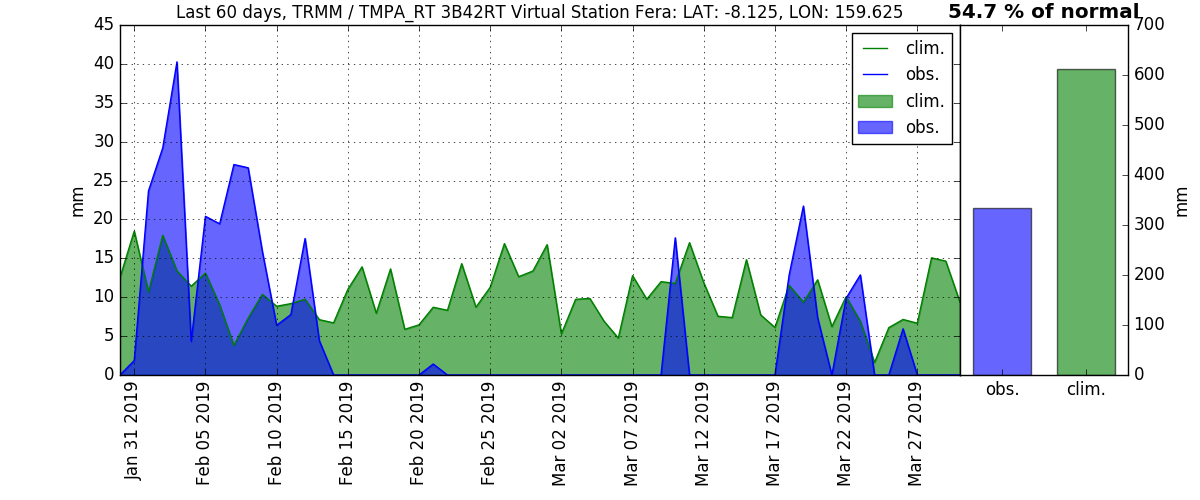 Last 60 days, TRMM / TMPA_RT 3B42RT Virtual Station Fera: LAT: -8.125, LON: 159.625
54.7 % of normal
45
40
35
30
25
20
15
10
5
0
mm
clim.
obs.
clim.
obs.
700
600
500
400
300
200
100
0
mm
Jan 31 2019
Feb 05 2019
Feb 10 2019
Feb 15 2019
Feb 20 2019
Feb 25 2019
Mar 02 2019
Mar 07 2019
Mar 12 2019
Mar 17 2019
Mar 22 2019
Mar 27 2019
obs.
clim.